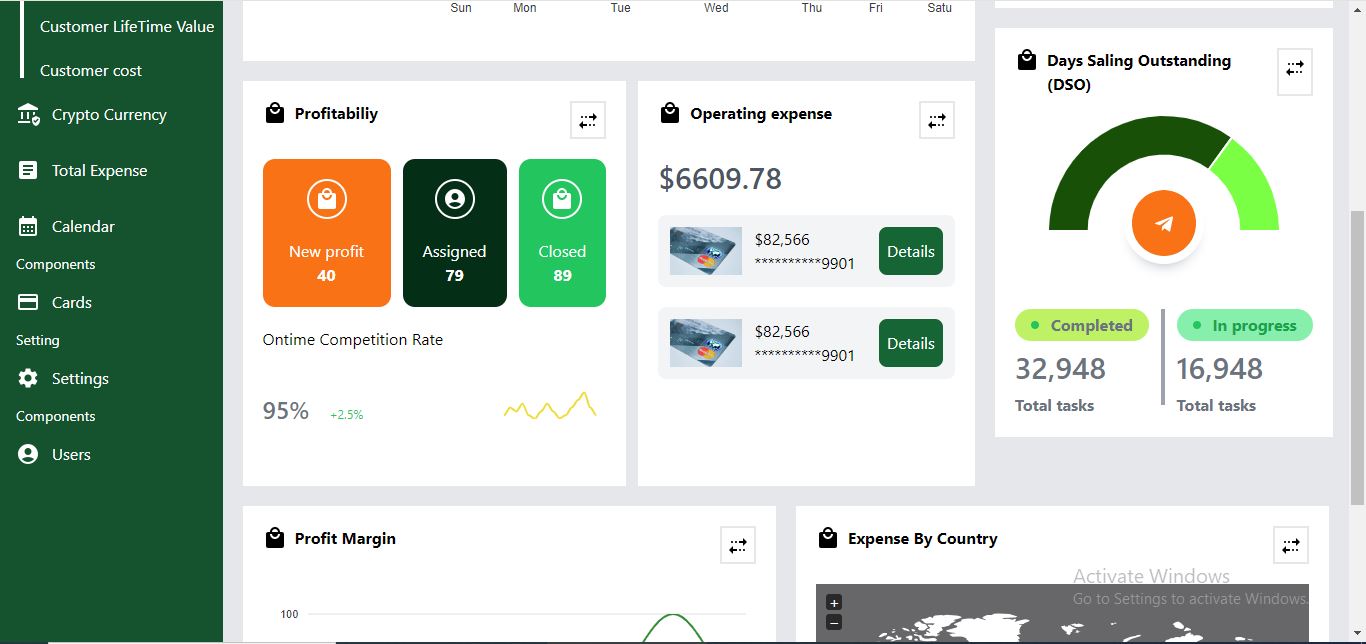 Customer LifeTime Value
Customer cost
Crypto Currency
Total Expense
Calendar
Components
Cards
Setting
Settings
Components
Users
Sun Mon Tue Wed Thu Fri Satu
Profitabiliy
New profit
40
Assigned
79
Closed
89
Ontime Competition Rate
95% +2.5%
Operating expense
$6609.78
$82,566
**********9901
Details
$82,566
**********9901
Details
Days Saling Outstanding
(DSO)
Completed
32,948
Total tasks
In progress
16,948
Total tasks
Profit Margin
100
Expense By Country
+
−
Activate Windows
Go to Settings to activate Windows.